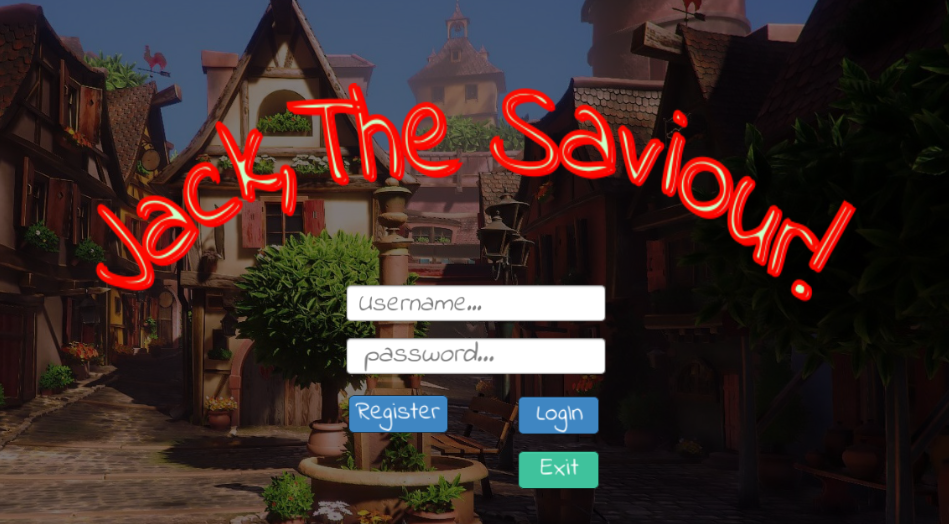 Jack, The Saviour!
Username...
password...
Register
LogIn
Exit